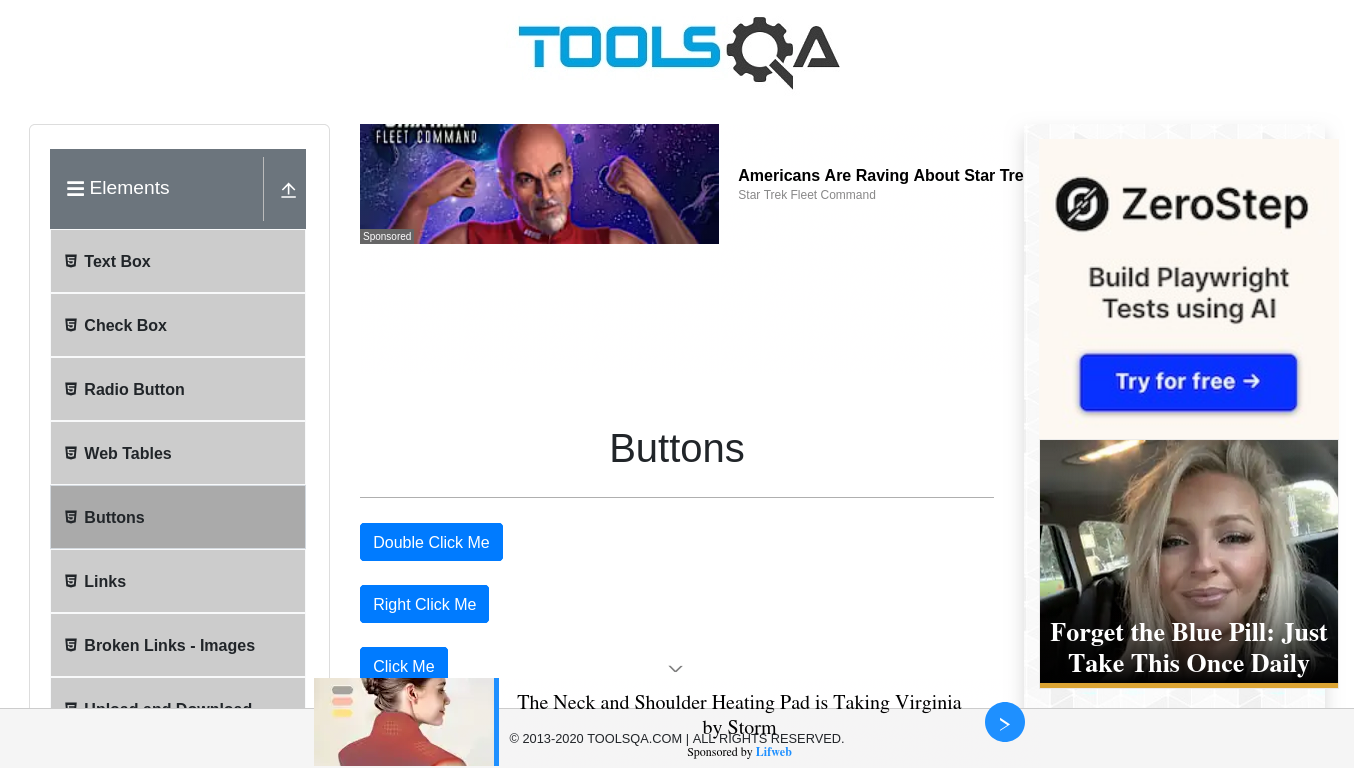 TOOLSQA
Elements
Text Box
Check Box
Radio Button
Web Tables
Buttons
Links
Broken Links - Images
Upload and Download
FLEET COMMAND
Sponsored
Americans Are Raving About Star Tre
Star Trek Fleet Command
Buttons
Double Click Me
Right Click Me
Click Me
ZeroStep
Build Playwright
Tests using AI
Try for free →
Forget the Blue Pill: Just
Take This Once Daily
The Neck and Shoulder Heating Pad is Taking Virginia
by Storm
Sponsored by Lifweb
© 2013-2020 TOOLSQA.COM | ALL RIGHTS RESERVED.